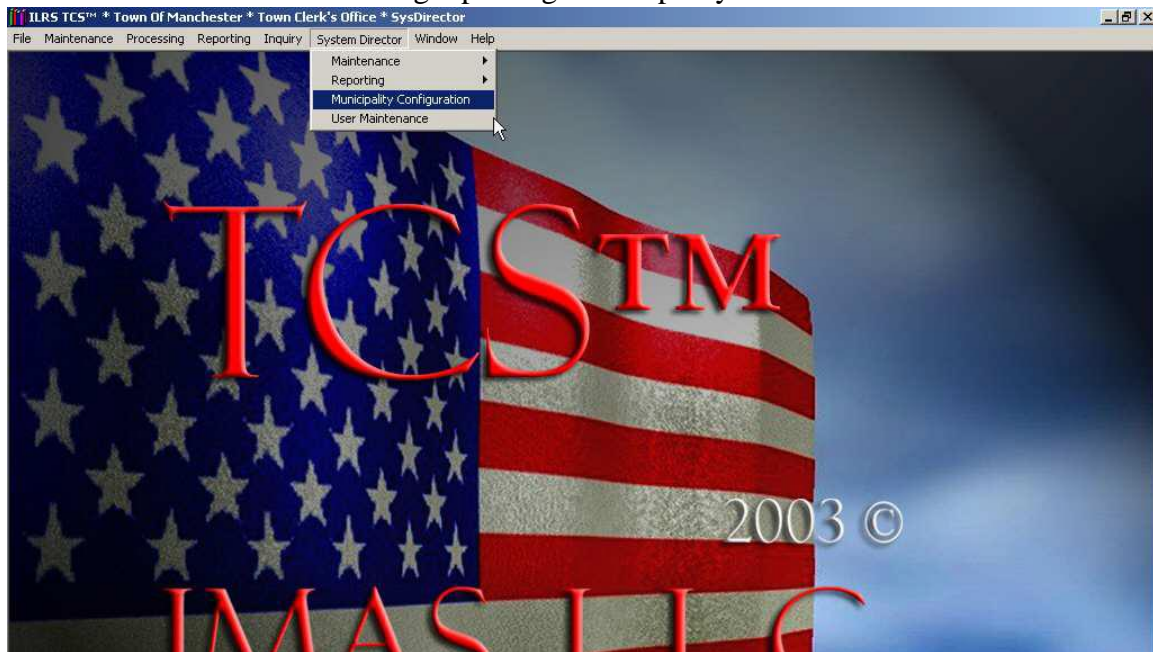 ILRS TCS™ * Town Of Manchester * Town Clerk's Office * SysDirector
File Maintenance Processing Reporting Inquiry System Director Window Help
Maintenance
Reporting
Municipality Configuration
User Maintenance
TCS™
2003 ©